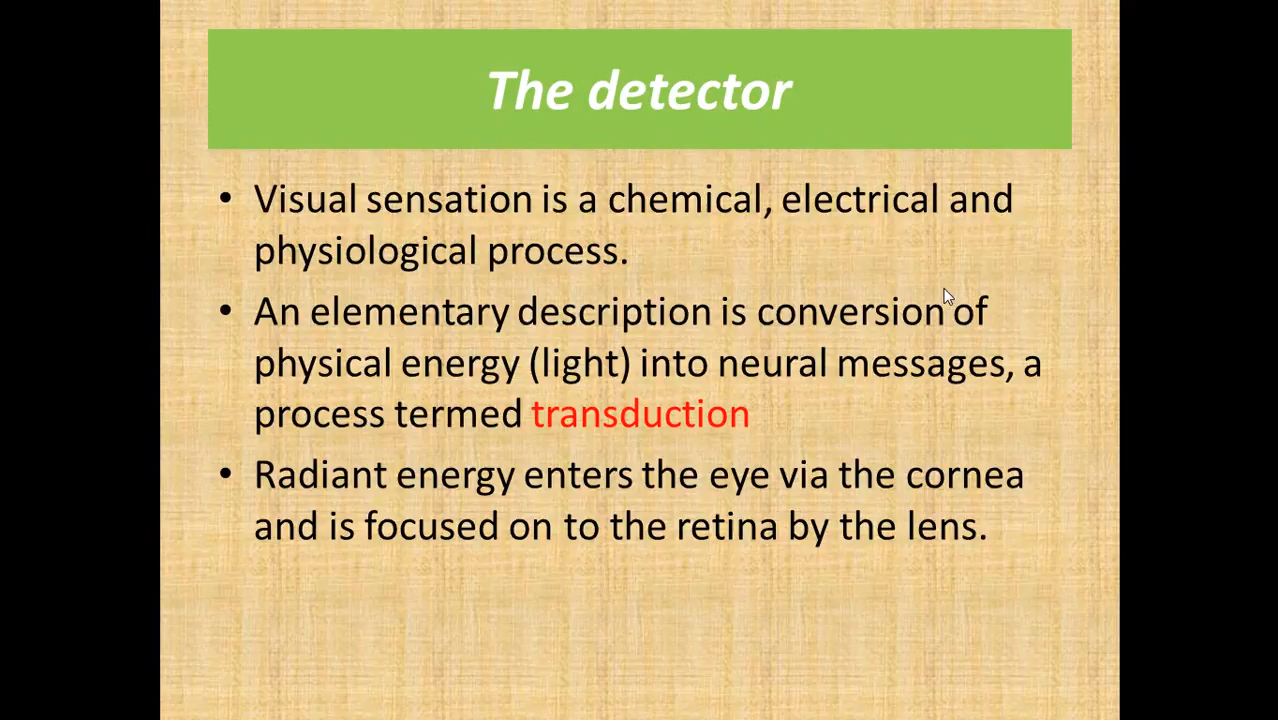 The detector
• Visual sensation is a chemical, electrical and
physiological process.
• An elementary description is conversion of
physical energy (light) into neural messages, a
process termed transduction
• Radiant energy enters the eye via the cornea
and is focused on to the retina by the lens.